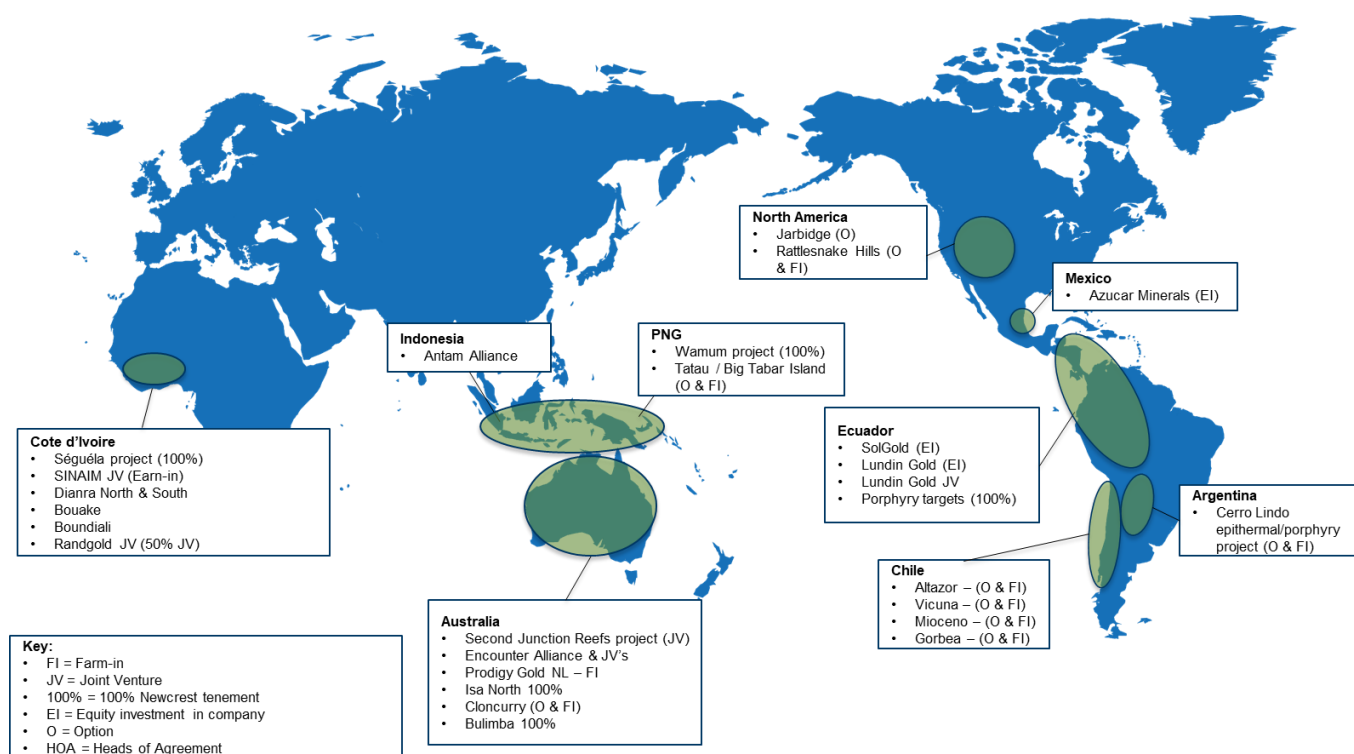 North America
• Jarbidge (O)
• Rattlesnake Hills (O
& FI)
Mexico
• Azucar Minerals (EI)
Indonesia
• Antam Alliance
PNG
• Wamum project (100%)
• Tatau / Big Tabar Island
(O & FI)
Cote d'Ivoire
• Séguéla project (100%)
• SINAIM JV (Earn-in)
• Dianra North & South
• Bouake
• Boundiali
• Randgold JV (50% JV)
Ecuador
• SolGold (EI)
• Lundin Gold (EI)
• Lundin Gold JV
• Porphyry targets (100%)
Argentina
• Cerro Lindo
epithermal/porphyry
project (O & FI)
Chile
• Altazor – (O & FI)
• Vicuna – (O & FI)
• Mioceno – (O & FI)
• Gorbea – (O & FI)
Australia
• Second Junction Reefs project (JV)
• Encounter Alliance & JV's
• Prodigy Gold NL – FI
• Isa North 100%
• Cloncurry (O & FI)
• Bulimba 100%
Key:
• FI = Farm-in
• JV = Joint Venture
• 100% = 100% Newcrest tenement
• EI = Equity investment in company
• O = Option
• HOA = Heads of Agreement